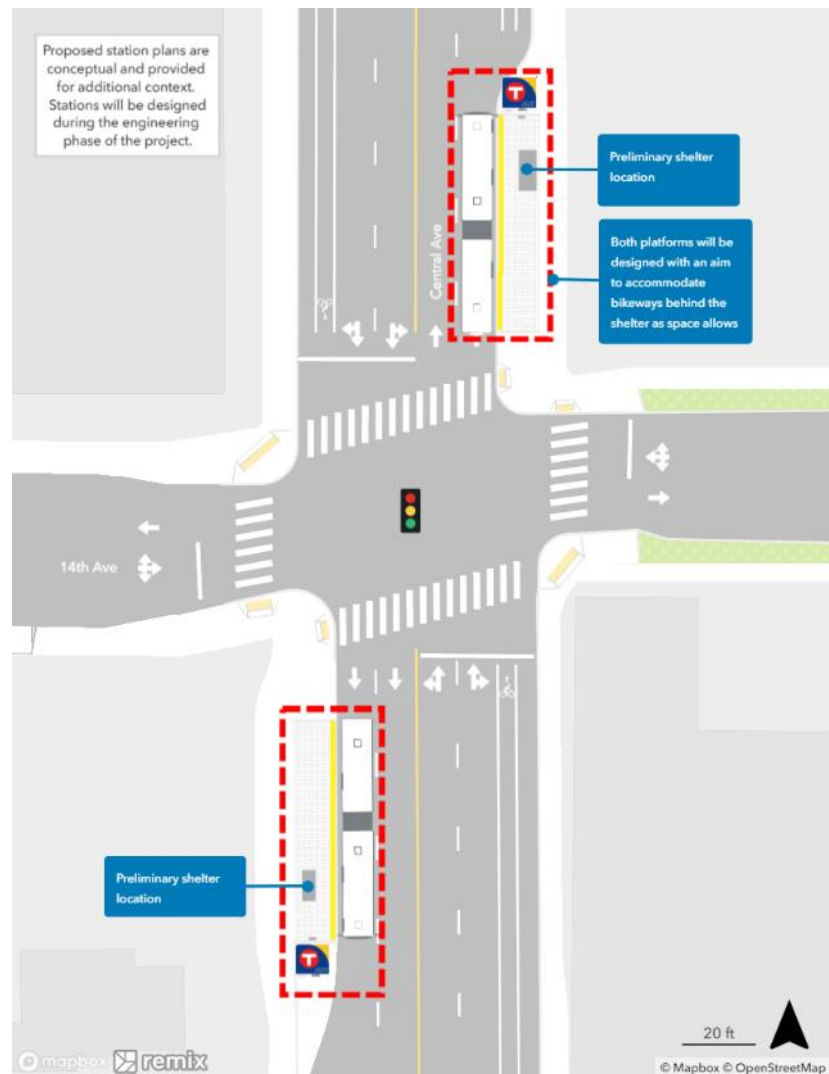 Proposed station plans are
conceptual and provided
for additional context.
Stations will be designed
during the engineering
phase of the project.
T
Preliminary shelter
location
Both platforms will be
designed with an aim
to accommodate
bikeways behind the
shelter as space allows
Central Ave
14th Ave
Preliminary shelter
location
T
20 ft
mapbox remix
© Mapbox © OpenStreetMap